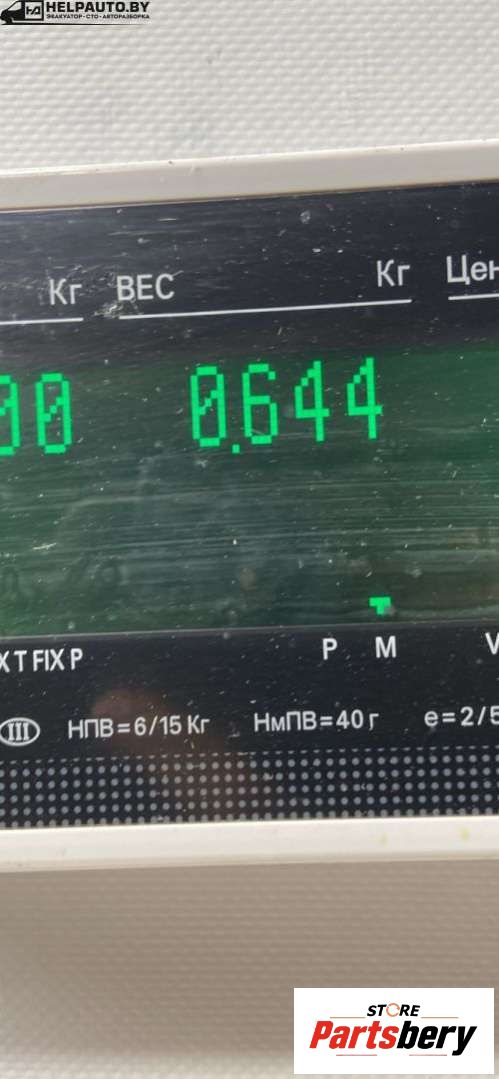 HELPAUTO.BY
ЭВАКУАТОР - СТО - АВТОРАЗБОРКА
Кг ВЕС Кг Цен
00 0.644
X T FIX P P M V
III НПВ=6/15 Кг НмПВ=40 г e=2/5
STORE
Partsbery